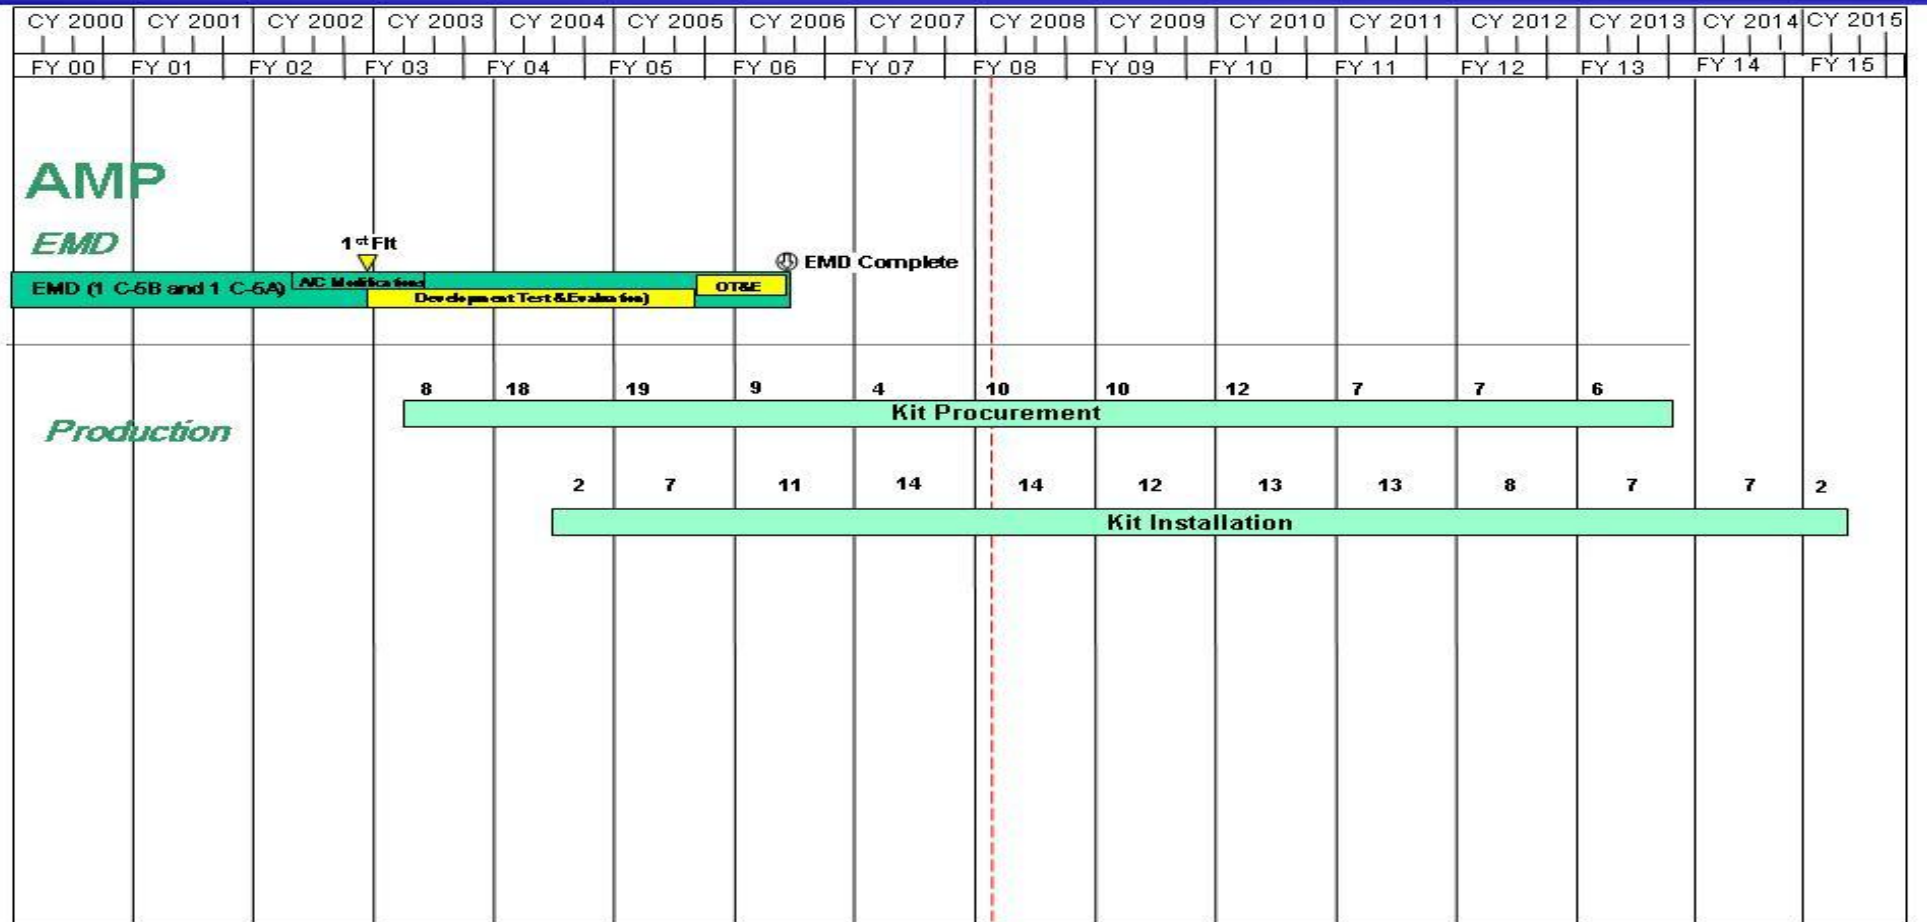 CY 2000 CY 2001 CY 2002 CY 2003 CY 2004 CY 2005 CY 2006 CY 2007 CY 2008 CY 2009 CY 2010 CY 2011 CY 2012 CY 2013 CY 2014 CY 2015
FY 00 FY 01 FY 02 FY 03 FY 04 FY 05 FY 06 FY 07 FY 08 FY 09 FY 10 FY 11 FY 12 FY 13 FY 14 FY 15
AMP
EMD
1st Flt
EMD Complete
EMD (1 C-5B and 1 C-5A) A/C Modifications OT&E
Development Test & Evaluation)
8 18 19 9 4 10 10 12 7 7 6
Kit Procurement
Production
2 7 11 14 14 12 13 13 8 7 7 2
Kit Installation